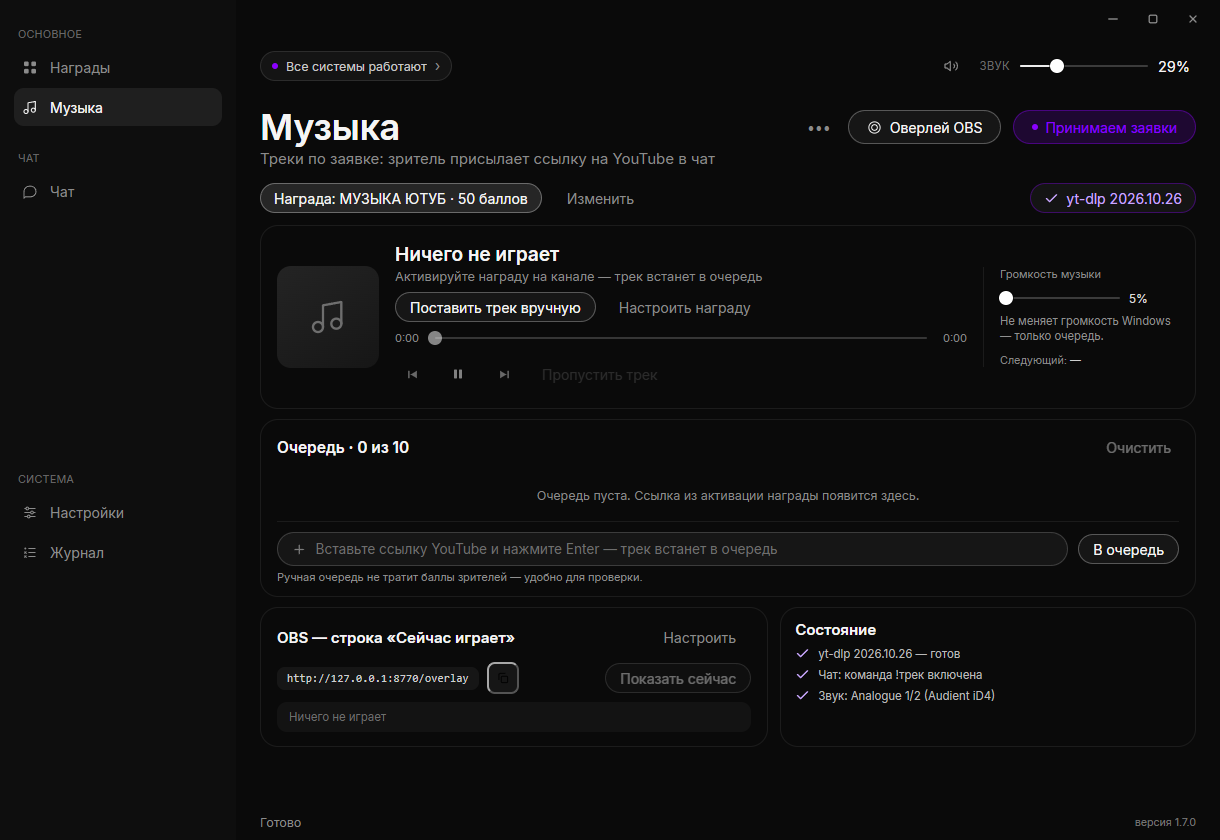 ОСНОВНОЕ
Награды
Музыка
ЧАТ
Чат
СИСТЕМА
Настройки
Журнал
Все системы работают ›
ЗВУК 29%
Музыка
Оверлей OBS
Принимаем заявки
Треки по заявке: зритель присылает ссылку на YouTube в чат
Награда: МУЗЫКА ЮТУБ · 50 баллов
Изменить
yt-dlp 2026.10.26
Ничего не играет
Активируйте награду на канале — трек встанет в очередь
Поставить трек вручную
Настроить награду
0:00
0:00
Пропустить трек
Громкость музыки
5%
Не меняет громкость Windows
— только очередь.
Следующий: —
Очередь · 0 из 10
Очистить
Очередь пуста. Ссылка из активации награды появится здесь.
Вставьте ссылку YouTube и нажмите Enter — трек встанет в очередь
В очередь
Ручная очередь не тратит баллы зрителей — удобно для проверки.
OBS — строка «Сейчас играет»
Настроить
http://127.0.0.1:8770/overlay
Показать сейчас
Ничего не играет
Состояние
yt-dlp 2026.10.26 — готов
Чат: команда !трек включена
Звук: Analogue 1/2 (Audient iD4)
Готово
версия 1.7.0